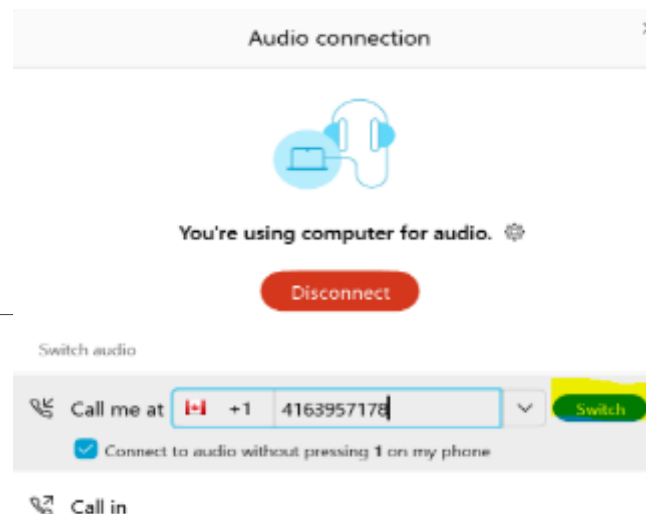 Audio connection
You're using computer for audio.
Disconnect
Switch audio
Call me at +1 4163957178 Switch
Connect to audio without pressing 1 on my phone
Call in